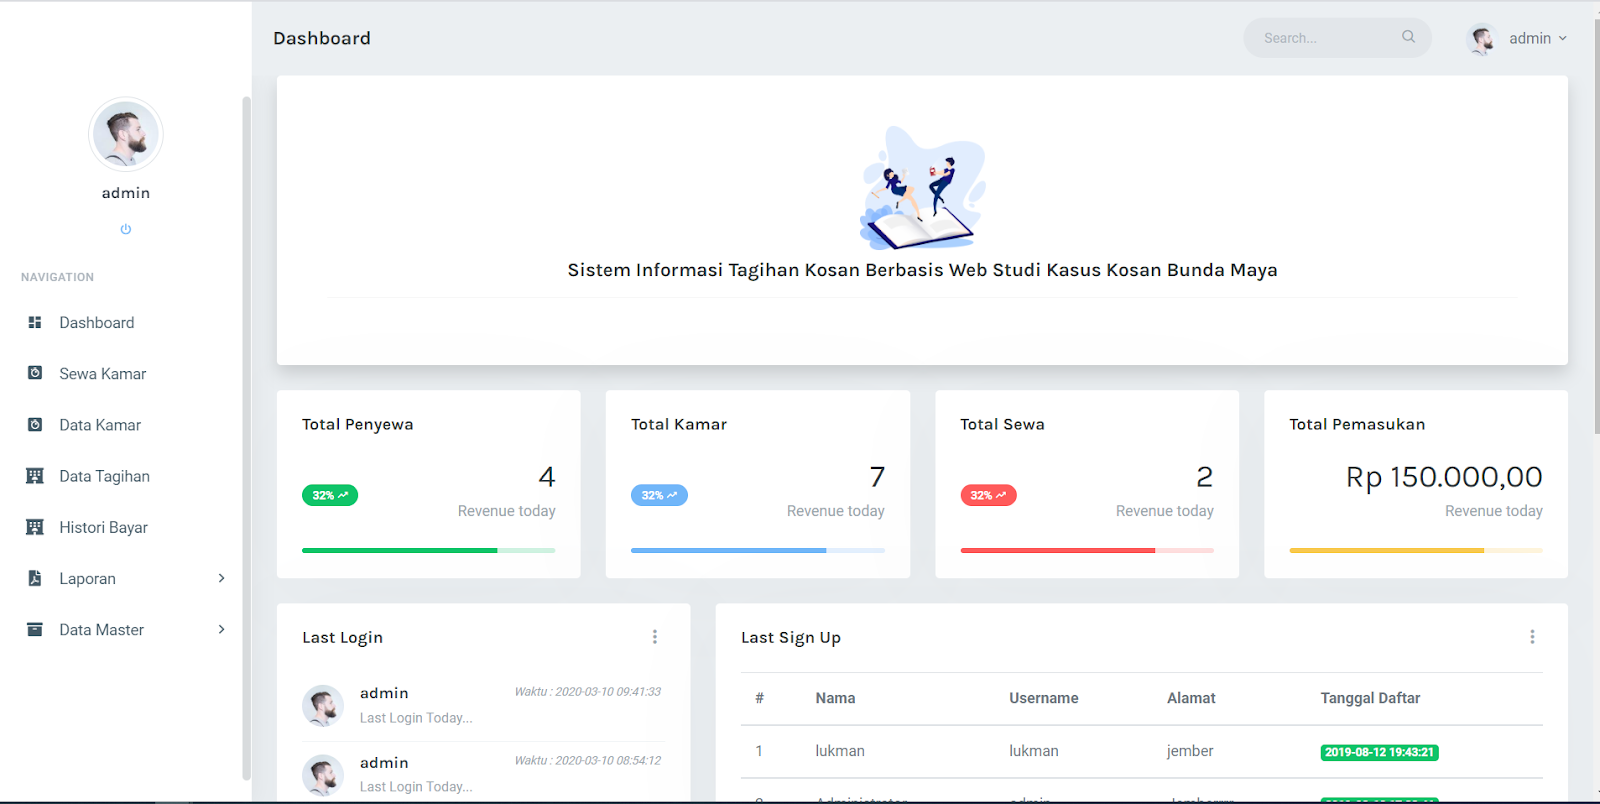 Dashboard
Search...
admin
admin
NAVIGATION
Dashboard
Sewa Kamar
Data Kamar
Data Tagihan
Histori Bayar
Laporan
Data Master
Sistem Informasi Tagihan Kosan Berbasis Web Studi Kasus Kosan Bunda Maya
Total Penyewa
4
32%
Revenue today
Total Kamar
7
32%
Revenue today
Total Sewa
2
32%
Revenue today
Total Pemasukan
Rp 150.000,00
Revenue today
Last Login
admin
Waktu : 2020-03-10 09:41:33
Last Login Today...
admin
Waktu : 2020-03-10 08:54:12
Last Login Today...
Last Sign Up
# Nama Username Alamat Tanggal Daftar
1 lukman lukman jember 2019-08-12 19:43:21
Administrator admin